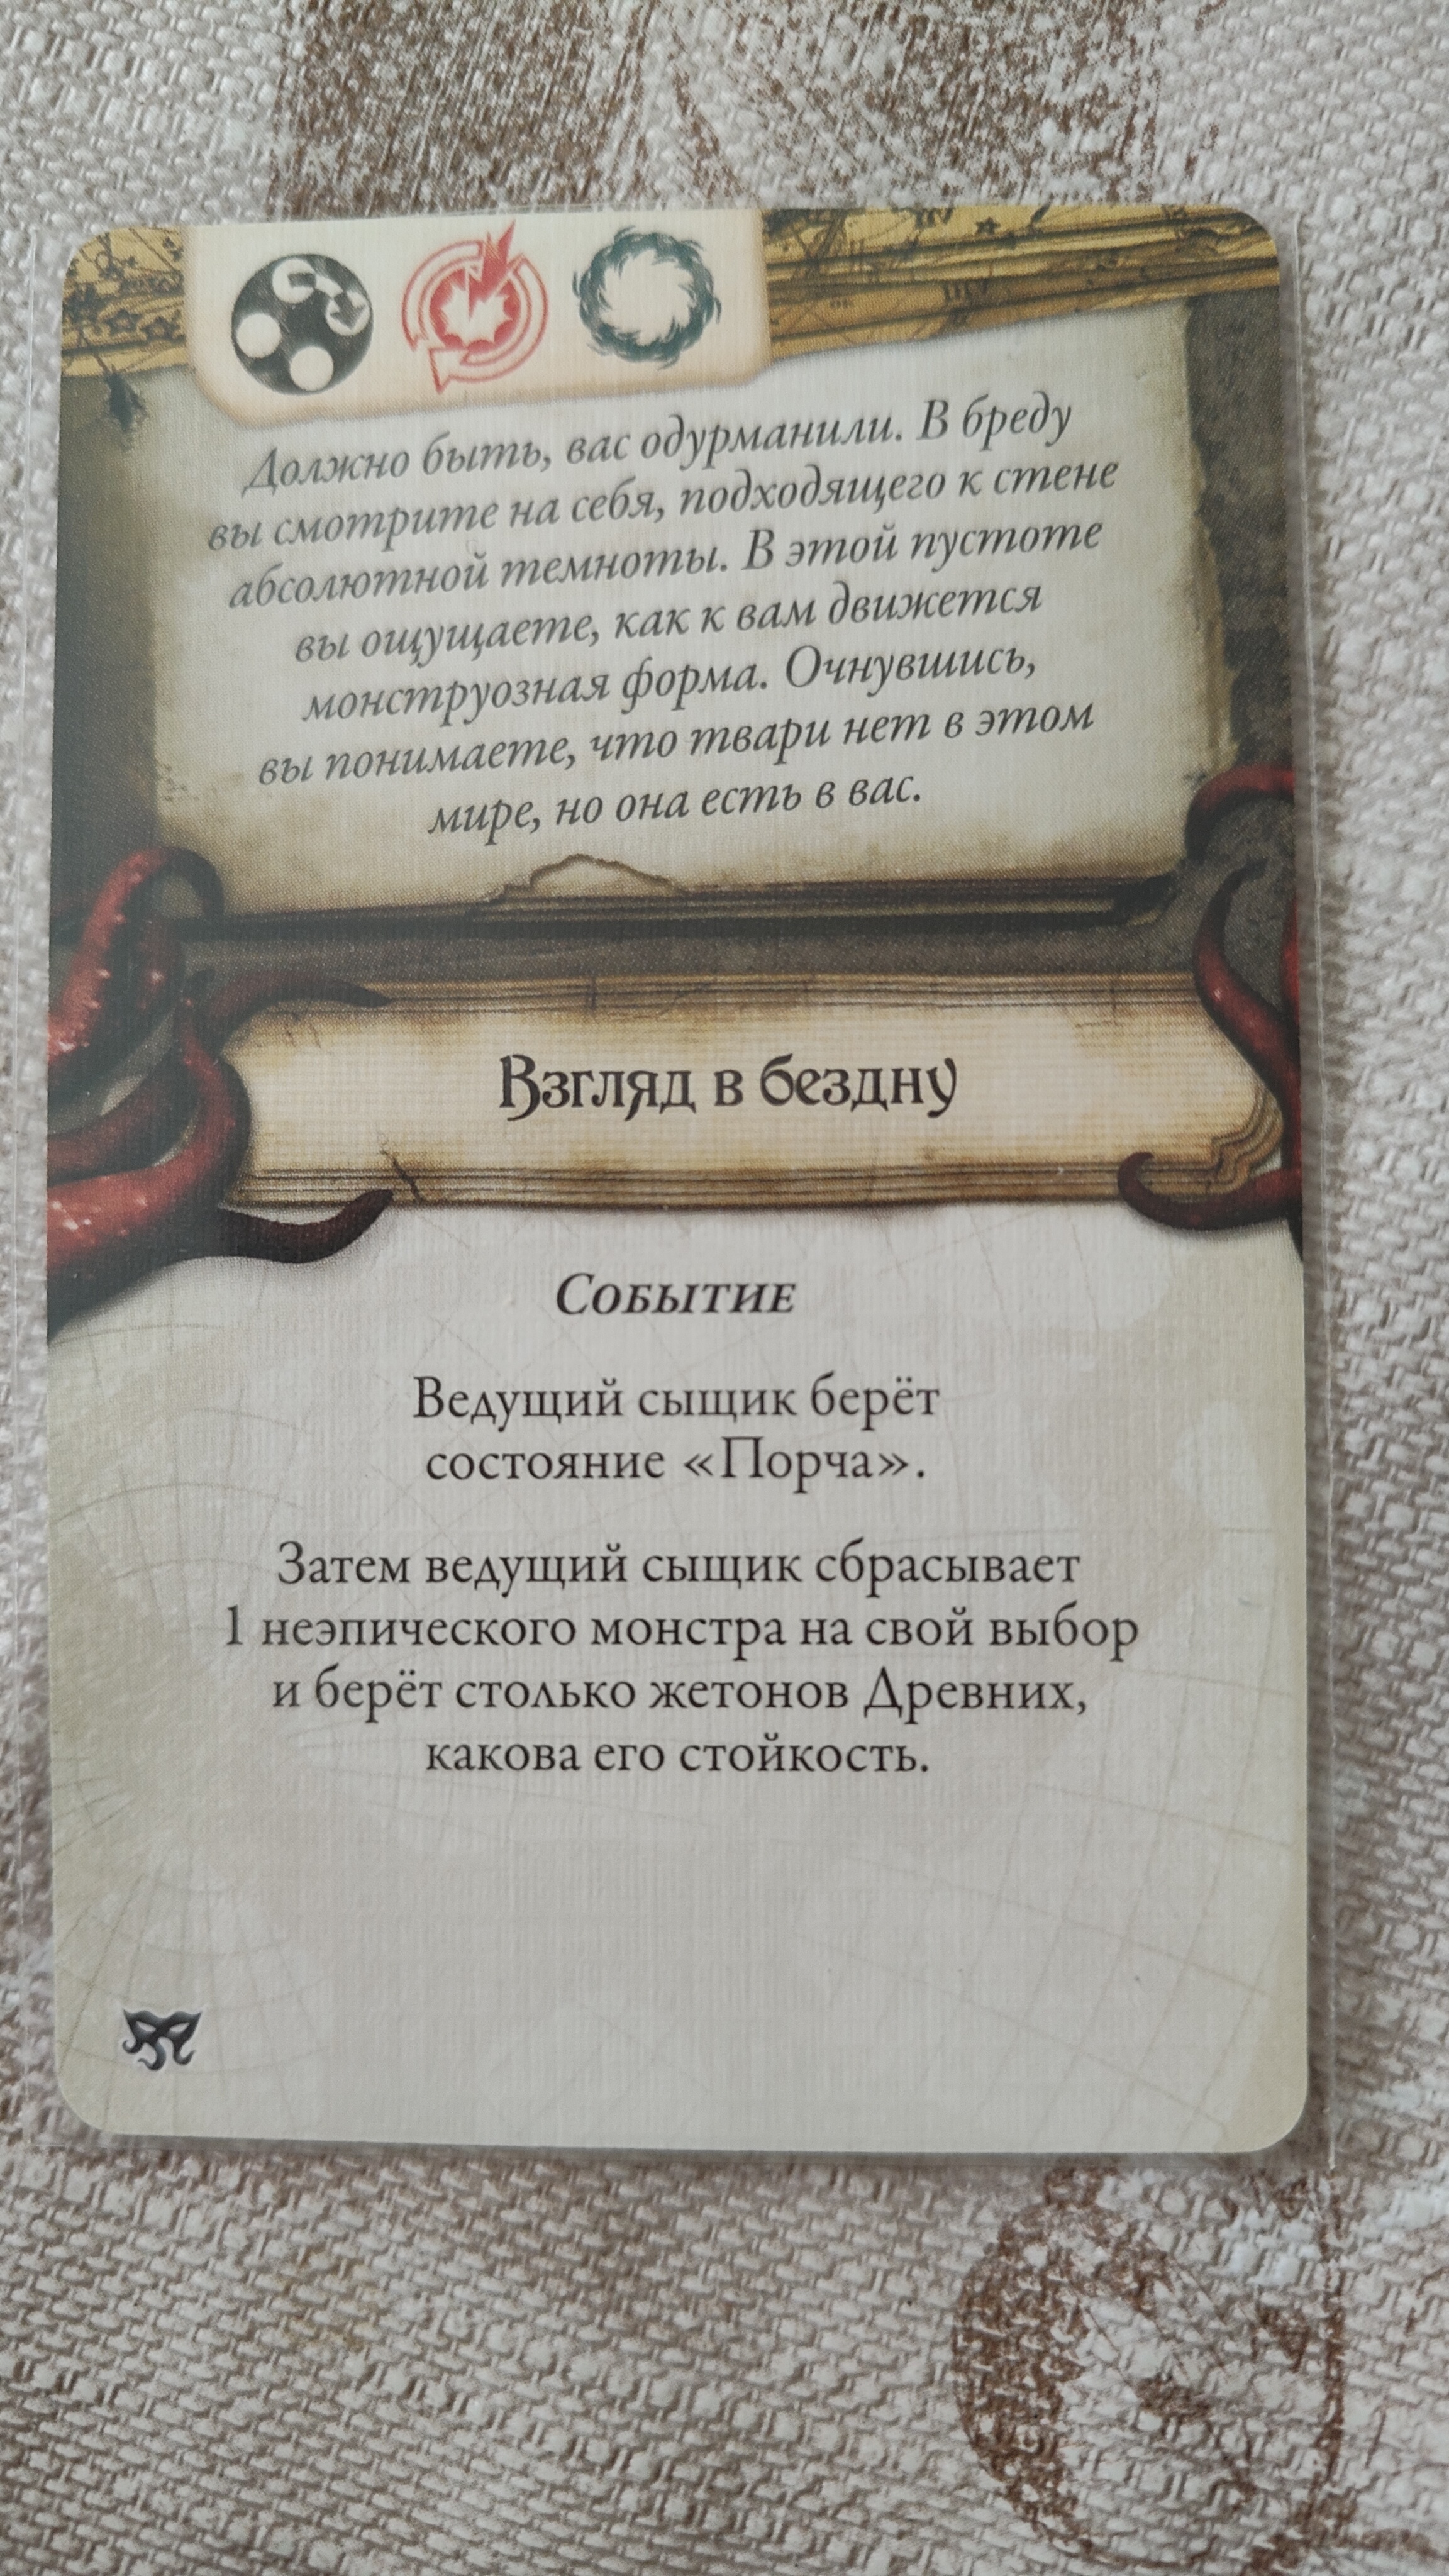 Должно быть, вас одурманили. В бреду
вы смотрите на себя, подходящего к стене
абсолютной темноты. В этой пустоте
вы ощущаете, как к вам движется
монструозная форма. Очнувшись,
вы понимаете, что твари нет в этом
мире, но она есть в вас.
Взгляд в бездну
Событие
Ведущий сыщик берёт
состояние «Порча».
Затем ведущий сыщик сбрасывает
1 неэпического монстра на свой выбор
и берёт столько жетонов Древних,
какова его стойкость.